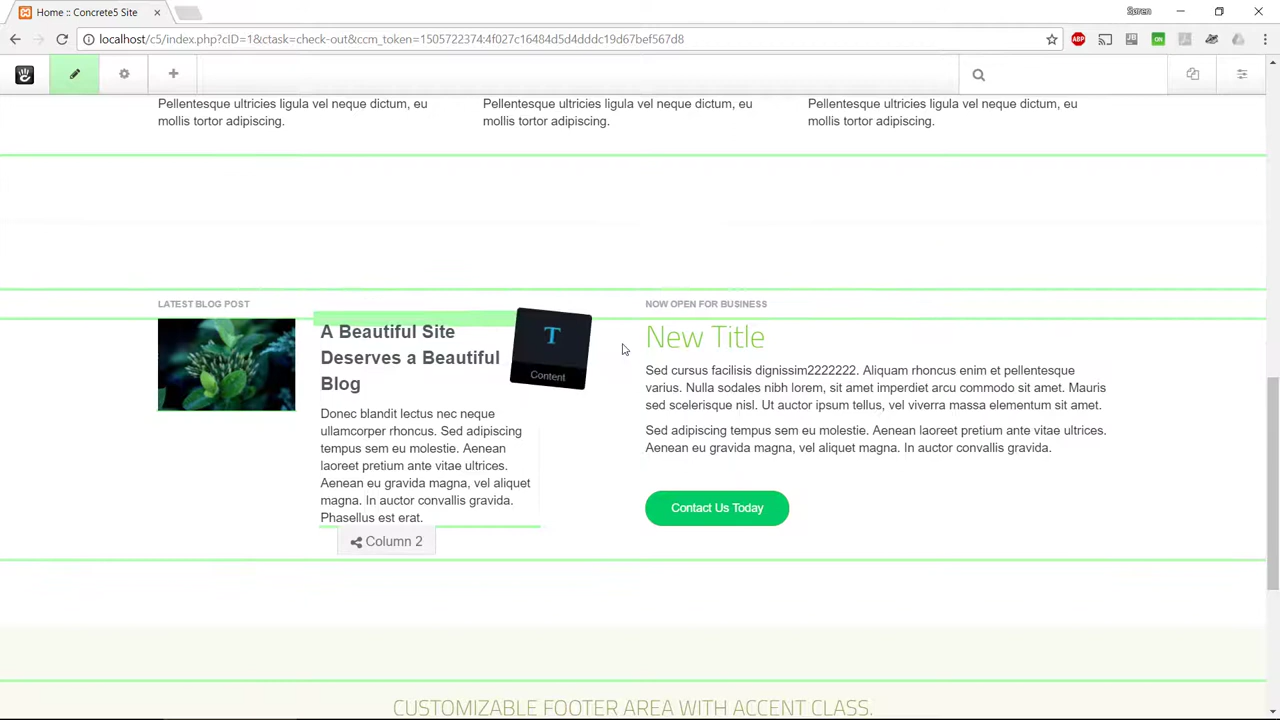 Home :: Concrete5 Site
Søren
localhost/c5/index.php?cID=1&ctask=check-out&ccm_token=1505722374:4f027c16484d5d4dddc19d67bef567d8
ABP
ON
Pellentesque ultricies ligula vel neque dictum, eu
mollis tortor adipiscing.
Pellentesque ultricies ligula vel neque dictum, eu
mollis tortor adipiscing.
Pellentesque ultricies ligula vel neque dictum, eu
mollis tortor adipiscing.
LATEST BLOG POST
A Beautiful Site
Deserves a Beautiful
Blog
Donec blandit lectus nec neque
ullamcorper rhoncus. Sed adipiscing
tempus sem eu molestie. Aenean
laoreet pretium ante vitae ultrices.
Aenean eu gravida magna, vel aliquet
magna. In auctor convallis gravida.
Phasellus est erat.
Column 2
T
Content
NOW OPEN FOR BUSINESS
New Title
Sed cursus facilisis dignissim2222222. Aliquam rhoncus enim et pellentesque
varius. Nulla sodales nibh lorem, sit amet imperdiet arcu commodo sit amet. Mauris
sed scelerisque nisl. Ut auctor ipsum tellus, vel viverra massa elementum sit amet.
Sed adipiscing tempus sem eu molestie. Aenean laoreet pretium ante vitae ultrices.
Aenean eu gravida magna, vel aliquet magna. In auctor convallis gravida.
Contact Us Today
CUSTOMIZABLE FOOTER AREA WITH ACCENT CLASS.